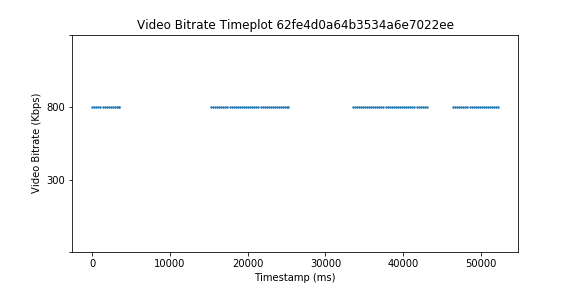 Video Bitrate Timeplot 62fe4d0a64b3534a6e7022ee
Video Bitrate (Kbps)
800
300
0 10000 20000 30000 40000 50000
Timestamp (ms)